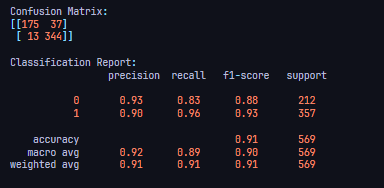 Confusion Matrix:
[[175  37]
 [ 13 344]]
Classification Report:
              precision    recall  f1-score   support
           0       0.93      0.83      0.88       212
           1       0.90      0.96      0.93       357
    accuracy                           0.91       569
   macro avg       0.92      0.89      0.90       569
weighted avg       0.91      0.91      0.91       569